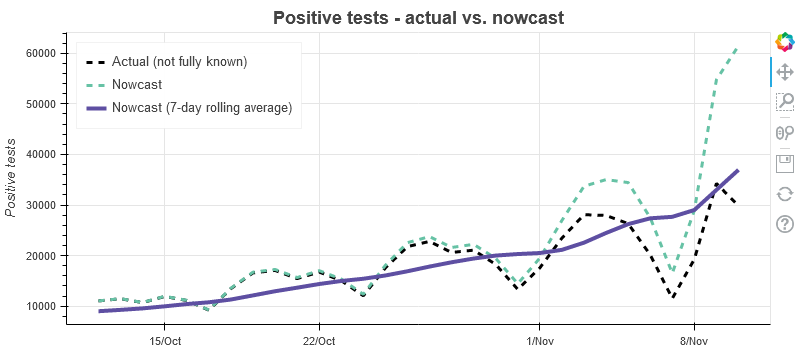 Positive tests - actual vs. nowcast
Actual (not fully known)
Nowcast
Nowcast (7-day rolling average)
Positive tests
60000
50000
40000
30000
20000
10000
15/Oct
22/Oct
1/Nov
8/Nov